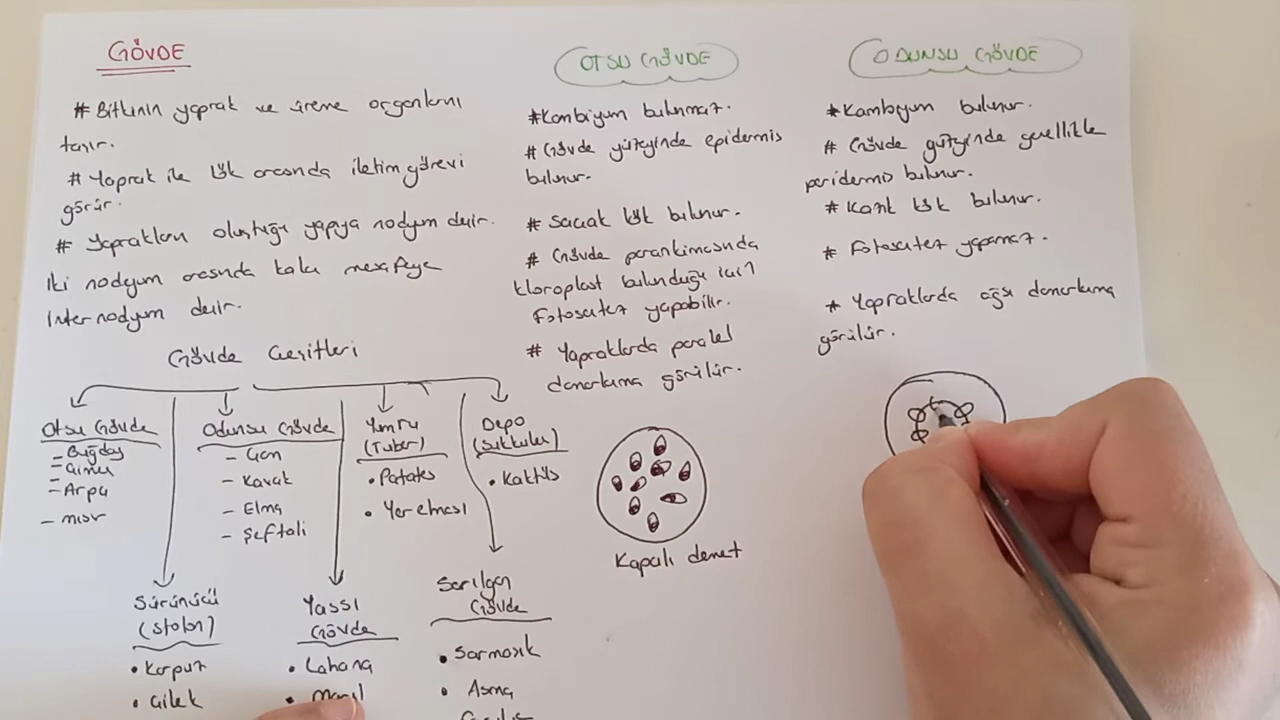 GÖVDE
# Bitkinin yaprak ve üreme organlarını
taşır.
# Yaprak ile kök arasında iletim görevi
görür.
# Yaprakların oluştuğu yapıya nodyum denir.
İki nodyum arasında kalan mesafeye
internodyum denir.
Gövde Çeşitleri
Otsu Gövde
- Buğday
- Çimen
- Arpa
- mısır
Odunsu Gövde
- Çam
- Kavak
- Elma
- Şeftali
Yumru
(Tuber)
• Patates
• Yer elması
Depo
(Sukkulen)
• Kaktüs
Sürünücü
(Stolon)
• Karpuz
• Çilek
Yassı
Gövde
• Lahana
Sarılgan
Gövde
• Sarmaşık
• Asma
OTSU GÖVDE
# Kambiyum bulunmaz.
# Gövde yüzeyinde epidermis
bulunur.
# Saçak kök bulunur.
# Gövde parankimasında
kloroplast bulunduğu için
Fotosentez yapabilir.
# Yapraklarda paralel
damarlanma görülür.
Kapalı demet
ODUNSU GÖVDE
# Kambiyum bulunur.
# Gövde yüzeyinde genellikle
peridermis bulunur.
# Kazık kök bulunur.
* Fotosentez yapamaz.
* Yapraklarda ağsı damarlanma
görülür.